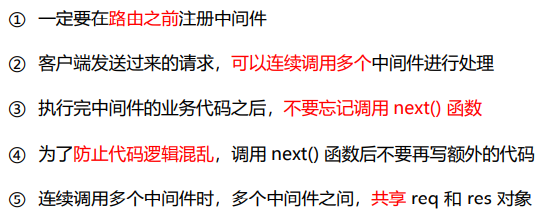 ① 一定要在路由之前注册中间件
② 客户端发送过来的请求，可以连续调用多个中间件进行处理
③ 执行完中间件的业务代码之后，不要忘记调用 next() 函数
④ 为了防止代码逻辑混乱，调用 next() 函数后不要再写额外的代码
⑤ 连续调用多个中间件时，多个中间件之间，共享 req 和 res 对象